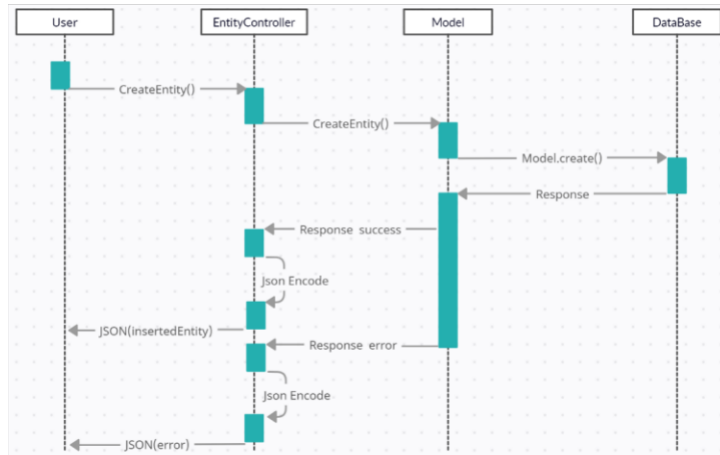 User
EntityController
Model
DataBase
CreateEntity()
CreateEntity()
Model.create()
Response
Response success
Json Encode
JSON(insertedEntity)
Response error
Json Encode
JSON(error)